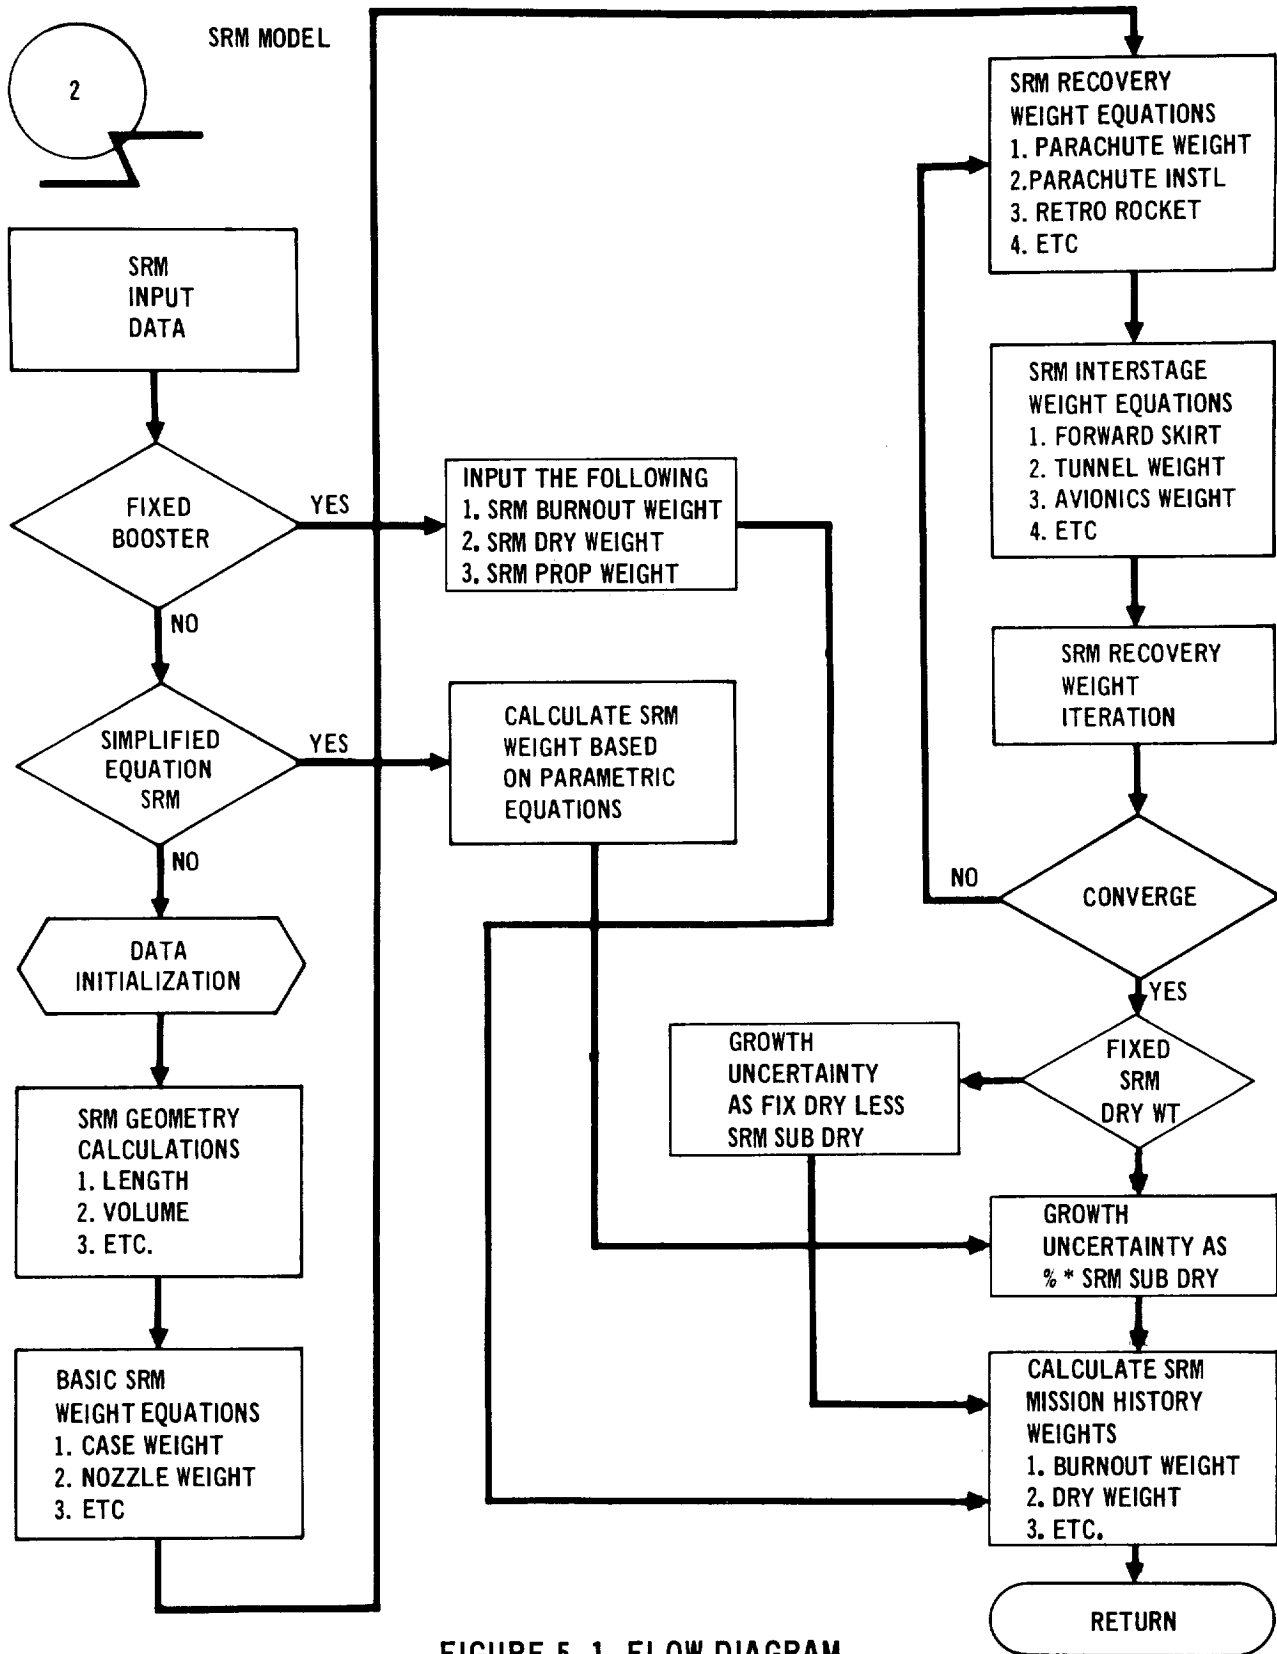 SRM MODEL
2
SRM
INPUT
DATA
FIXED
BOOSTER
YES
NO
INPUT THE FOLLOWING
1. SRM BURNOUT WEIGHT
2. SRM DRY WEIGHT
3. SRM PROP WEIGHT
SIMPLIFIED
EQUATION
SRM
YES
NO
CALCULATE SRM
WEIGHT BASED
ON PARAMETRIC
EQUATIONS
DATA
INITIALIZATION
SRM GEOMETRY
CALCULATIONS
1. LENGTH
2. VOLUME
3. ETC.
BASIC SRM
WEIGHT EQUATIONS
1. CASE WEIGHT
2. NOZZLE WEIGHT
3. ETC
SRM RECOVERY
WEIGHT EQUATIONS
1. PARACHUTE WEIGHT
2.PARACHUTE INSTL
3. RETRO ROCKET
4. ETC
SRM INTERSTAGE
WEIGHT EQUATIONS
1. FORWARD SKIRT
2. TUNNEL WEIGHT
3. AVIONICS WEIGHT
4. ETC
SRM RECOVERY
WEIGHT
ITERATION
CONVERGE
NO
YES
FIXED
SRM
DRY WT
GROWTH
UNCERTAINTY
AS FIX DRY LESS
SRM SUB DRY
GROWTH
UNCERTAINTY AS
% * SRM SUB DRY
CALCULATE SRM
MISSION HISTORY
WEIGHTS
1. BURNOUT WEIGHT
2. DRY WEIGHT
3. ETC.
RETURN
FIGURE 5-1. FLOW DIAGRAM